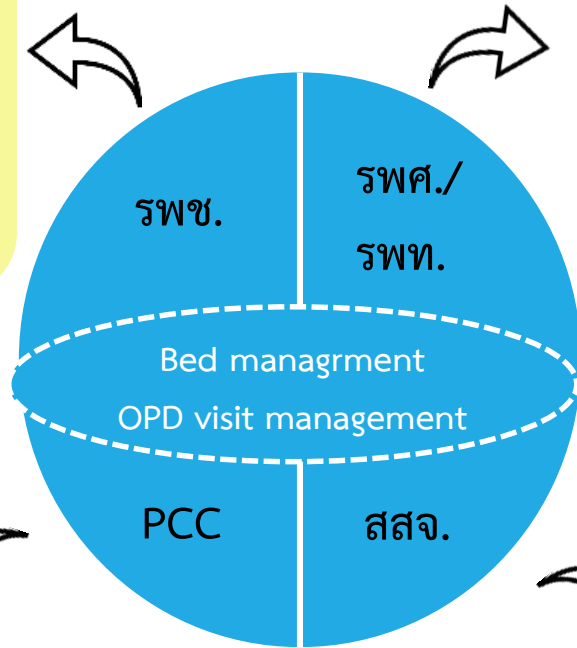 รพช.
รพศ./
รพท.
Bed managrment
OPD visit management
PCC
สสจ.